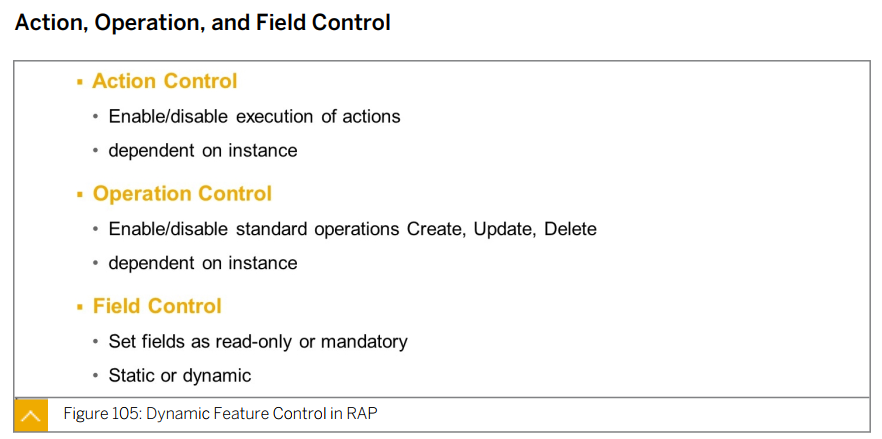 Action, Operation, and Field Control
▪ Action Control
• Enable/disable execution of actions
• dependent on instance
▪ Operation Control
• Enable/disable standard operations Create, Update, Delete
• dependent on instance
▪ Field Control
• Set fields as read-only or mandatory
• Static or dynamic
Figure 105: Dynamic Feature Control in RAP